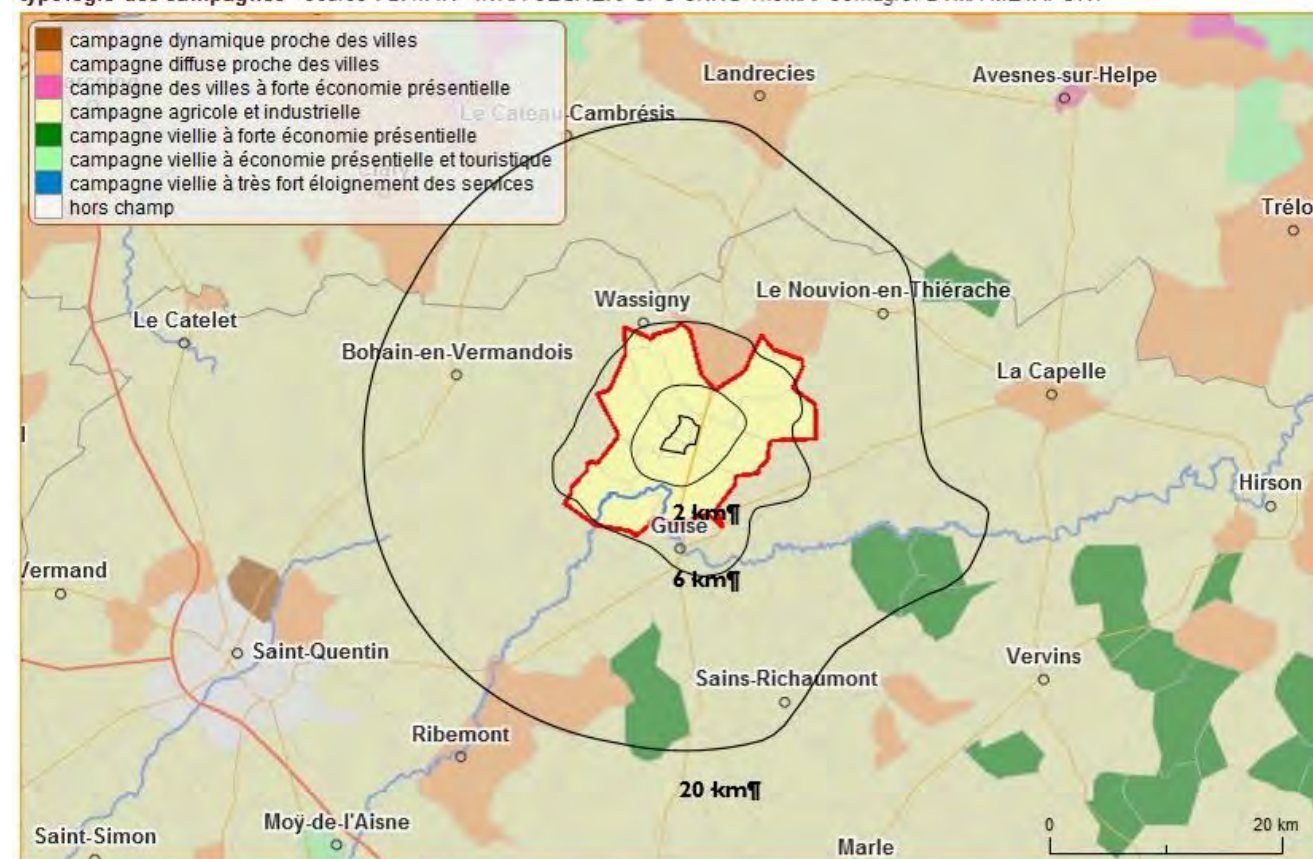 typologie des campagnes
campagne dynamique proche des villes
campagne diffuse proche des villes
campagne des villes à forte économie présentielle
campagne agricole et industrielle
campagne viellie à forte économie présentielle
campagne viellie à économie présentielle et touristique
campagne viellie à très fort éloignement des services
hors champ
Landrecies
Avesnes-sur-Helpe
Le Cateau-Cambrésis
Trélo
Wassigny
Le Nouvion-en-Thiérache
Le Catelet
Bohain-en-Vermandois
La Capelle
Hirson
2 km¶
Guise
6 km¶
Vermand
Saint-Quentin
Vervins
Sains-Richaumont
Ribemont
20 km¶
Moÿ-de-l'Aisne
Saint-Simon
Marle
0 20 km